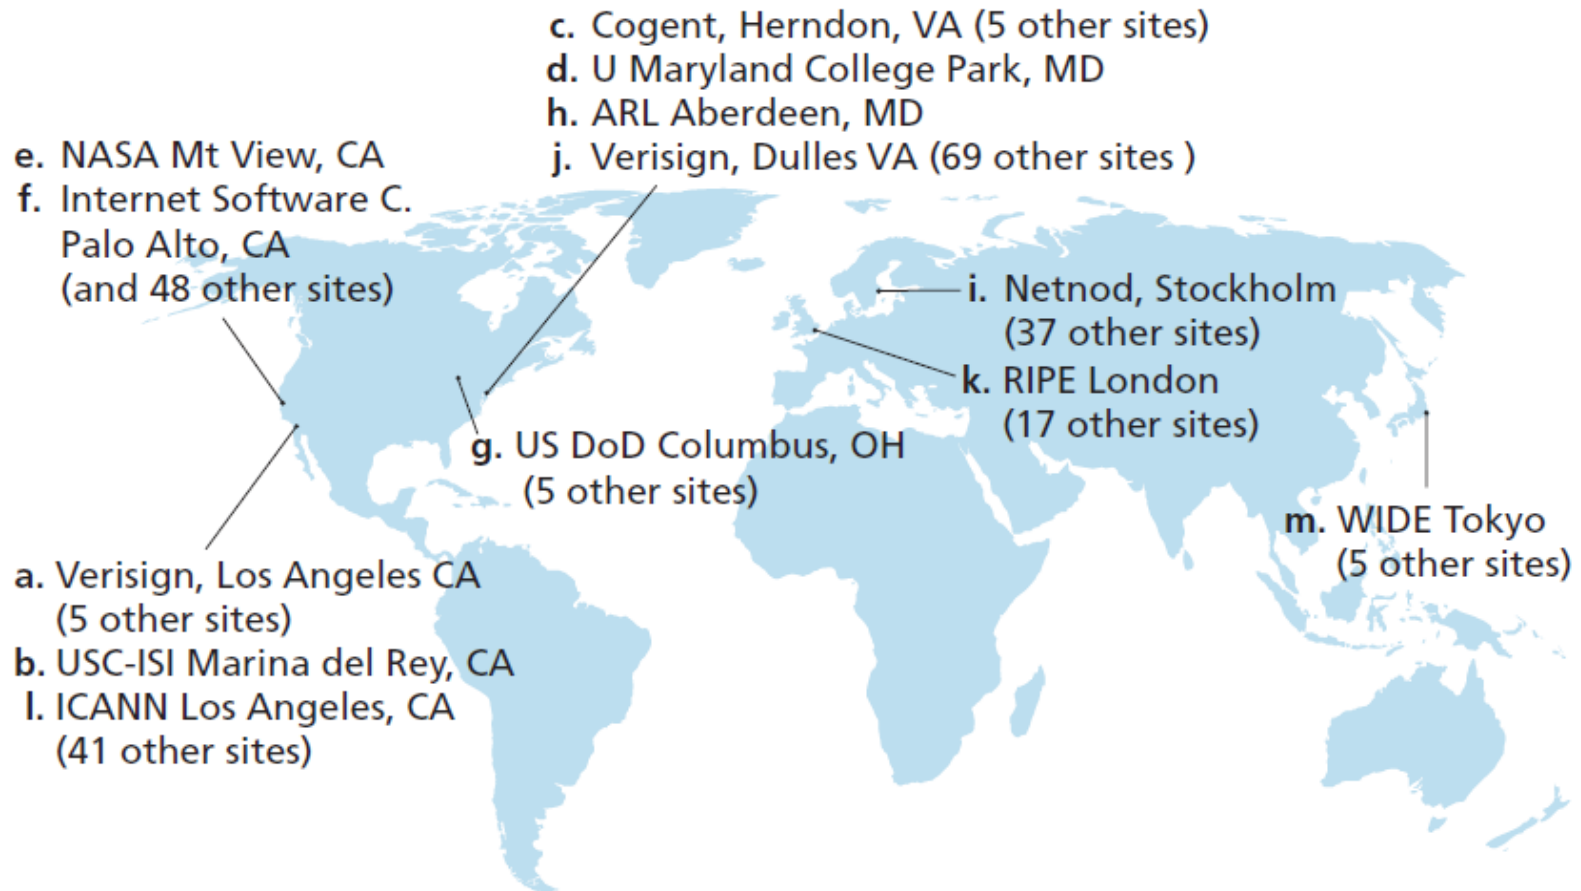 c. Cogent, Herndon, VA (5 other sites)
d. U Maryland College Park, MD
h. ARL Aberdeen, MD
j. Verisign, Dulles VA (69 other sites )
e. NASA Mt View, CA
f. Internet Software C.
Palo Alto, CA
(and 48 other sites)
i. Netnod, Stockholm
(37 other sites)
k. RIPE London
(17 other sites)
g. US DoD Columbus, OH
(5 other sites)
m. WIDE Tokyo
(5 other sites)
a. Verisign, Los Angeles CA
(5 other sites)
b. USC-ISI Marina del Rey, CA
l. ICANN Los Angeles, CA
(41 other sites)